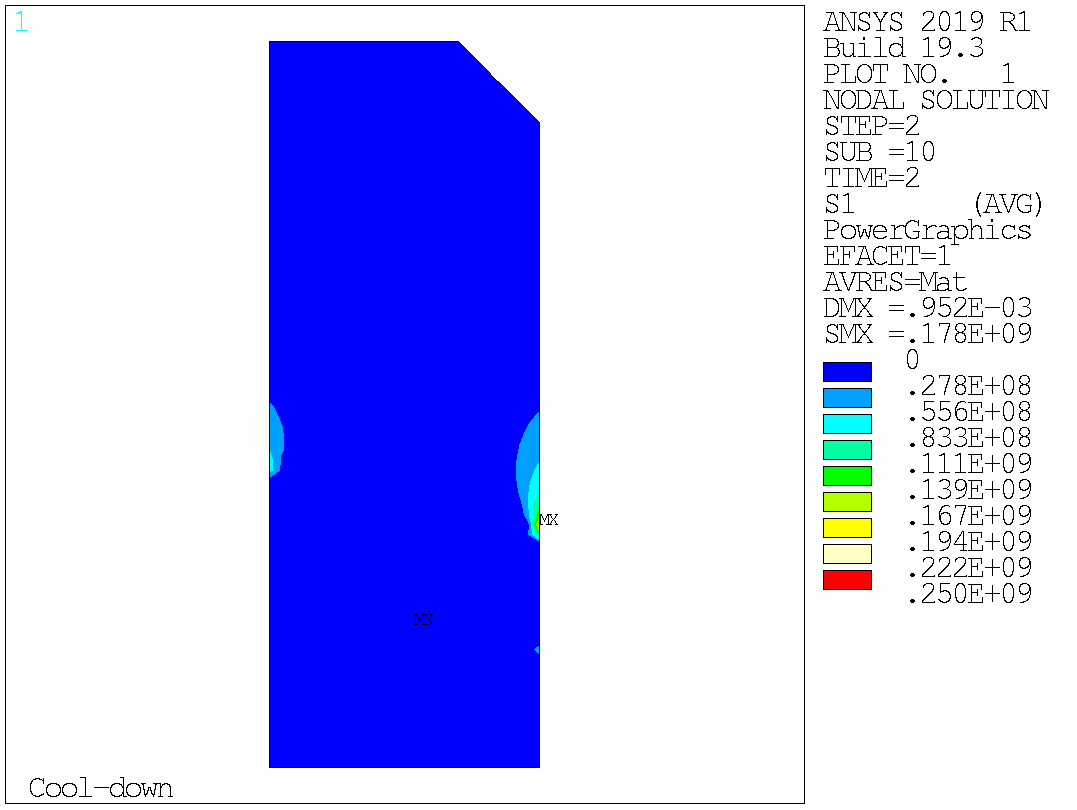 1
ANSYS 2019 R1
Build 19.3
PLOT NO.   1
NODAL SOLUTION
STEP=2
SUB =10
TIME=2
S1       (AVG)
PowerGraphics
EFACET=1
AVRES=Mat
DMX =.952E-03
SMX =.178E+09
0
.278E+08
.556E+08
.833E+08
.111E+09
.139E+09
.167E+09
.194E+09
.222E+09
.250E+09
MX
MN
Cool-down